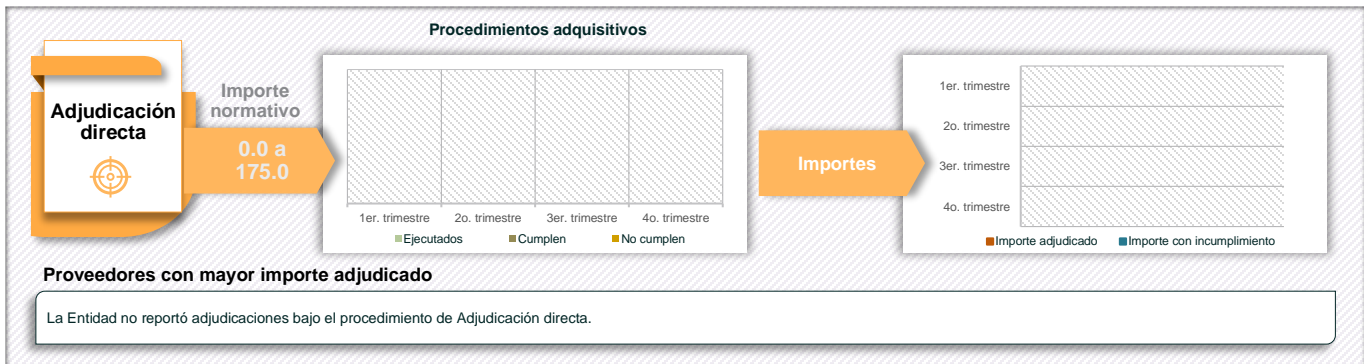 Procedimientos adquisitivos
Adjudicación
directa
Importe
normativo
0.0 a
175.0
1er. trimestre
2o. trimestre
3er. trimestre
4o. trimestre
Ejecutados
Cumplen
No cumplen
Importes
1er. trimestre
2o. trimestre
3er. trimestre
4o. trimestre
Importe adjudicado
Importe con incumplimiento
Proveedores con mayor importe adjudicado
La Entidad no reportó adjudicaciones bajo el procedimiento de Adjudicación directa.